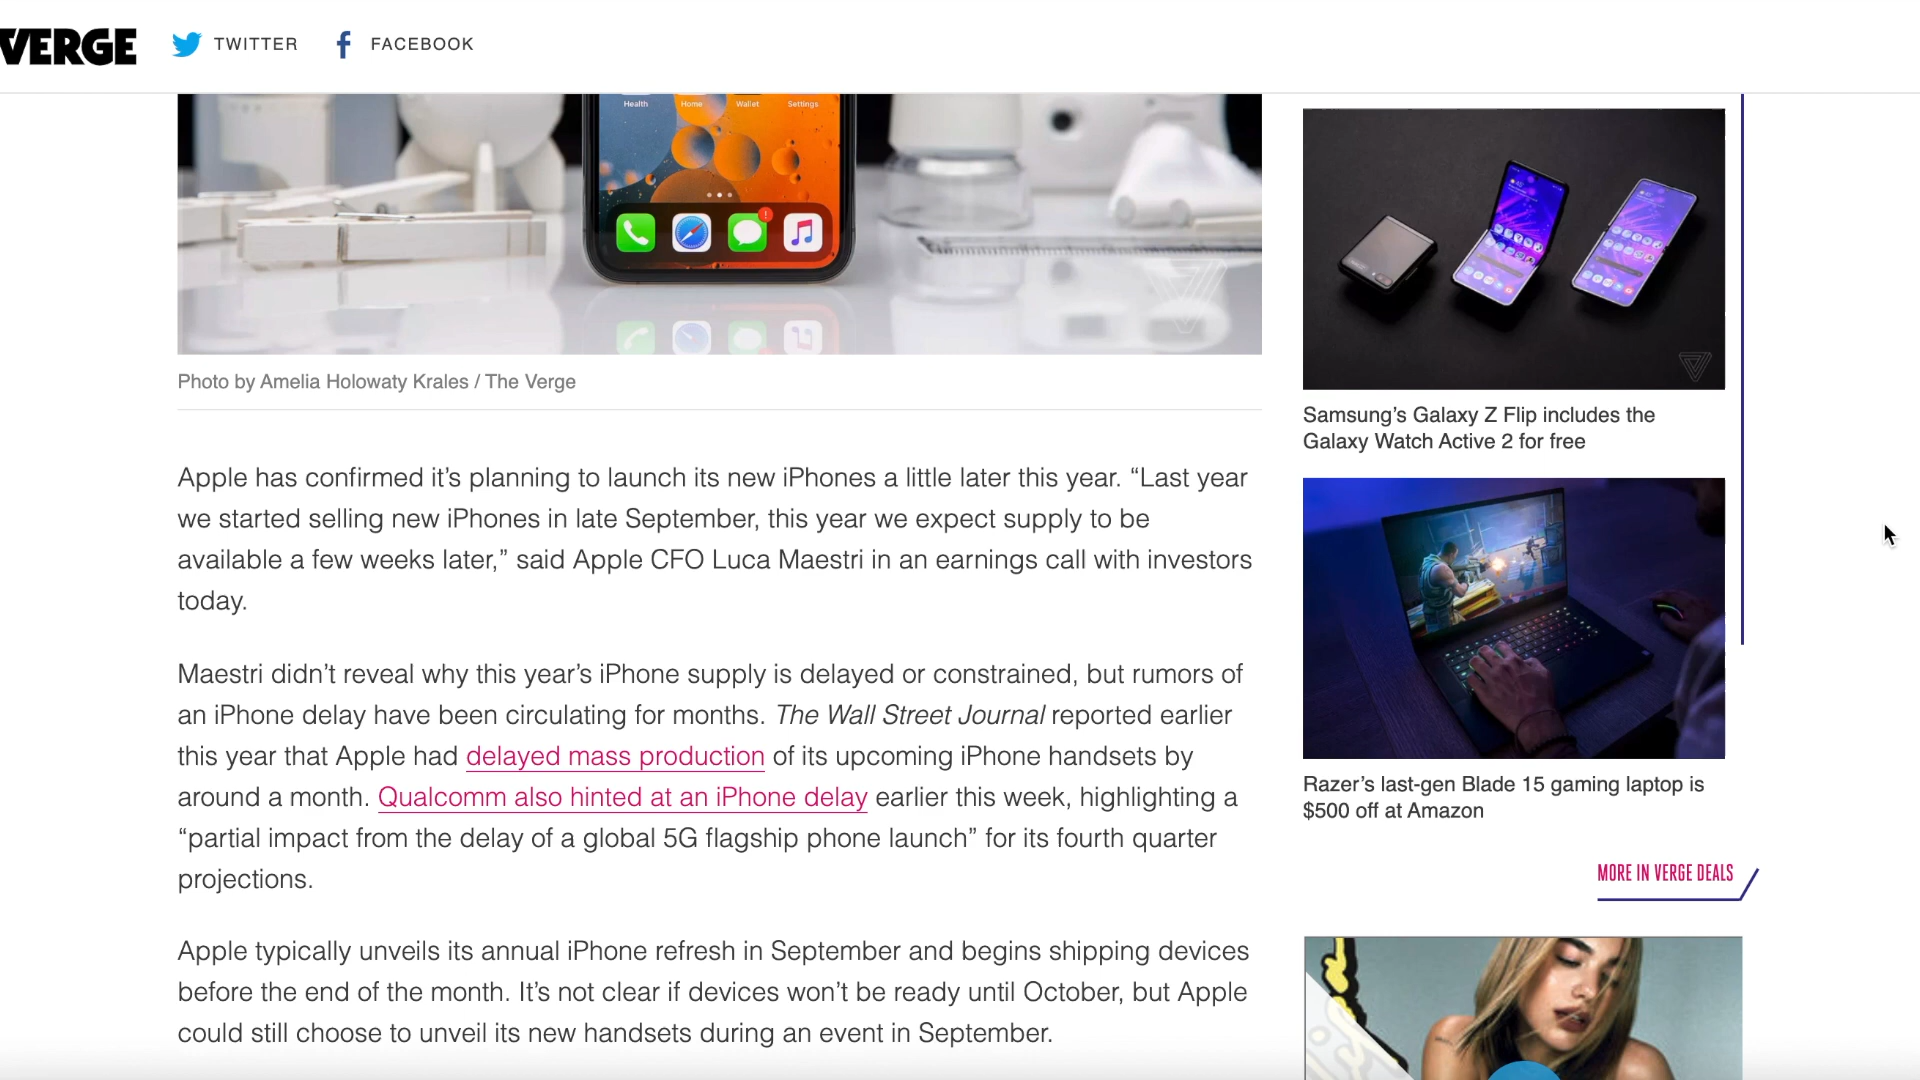 VERGE
TWITTER
FACEBOOK
Health
Home
Wallet
Settings
Photo by Amelia Holowaty Krales / The Verge
Apple has confirmed it’s planning to launch its new iPhones a little later this year. “Last year
we started selling new iPhones in late September, this year we expect supply to be
available a few weeks later,” said Apple CFO Luca Maestri in an earnings call with investors
today.
Maestri didn’t reveal why this year’s iPhone supply is delayed or constrained, but rumors of
an iPhone delay have been circulating for months. The Wall Street Journal reported earlier
this year that Apple had delayed mass production of its upcoming iPhone handsets by
around a month. Qualcomm also hinted at an iPhone delay earlier this week, highlighting a
“partial impact from the delay of a global 5G flagship phone launch” for its fourth quarter
projections.
Apple typically unveils its annual iPhone refresh in September and begins shipping devices
before the end of the month. It’s not clear if devices won’t be ready until October, but Apple
could still choose to unveil its new handsets during an event in September.
Samsung’s Galaxy Z Flip includes the
Galaxy Watch Active 2 for free
Razer’s last-gen Blade 15 gaming laptop is
$500 off at Amazon
MORE IN VERGE DEALS